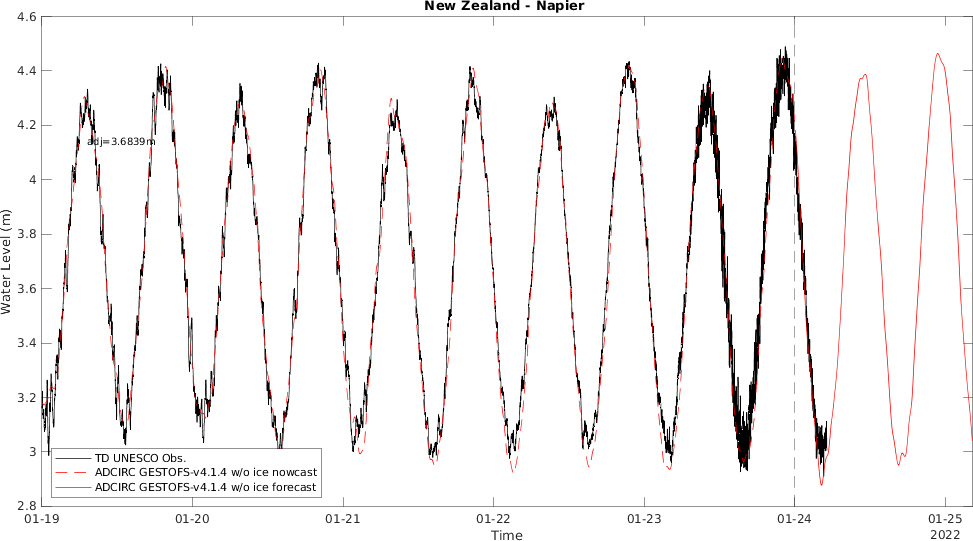 New Zealand - Napier
4.6
4.4
4.2
adj=3.6839m
4
3.8
Water Level (m)
3.6
3.4
3.2
3
2.8
TD UNESCO Obs.
ADCIRC GESTOFS-v4.1.4 w/o ice nowcast
ADCIRC GESTOFS-v4.1.4 w/o ice forecast
01-19 01-20 01-21 01-22 01-23 01-24 01-25
Time
2022